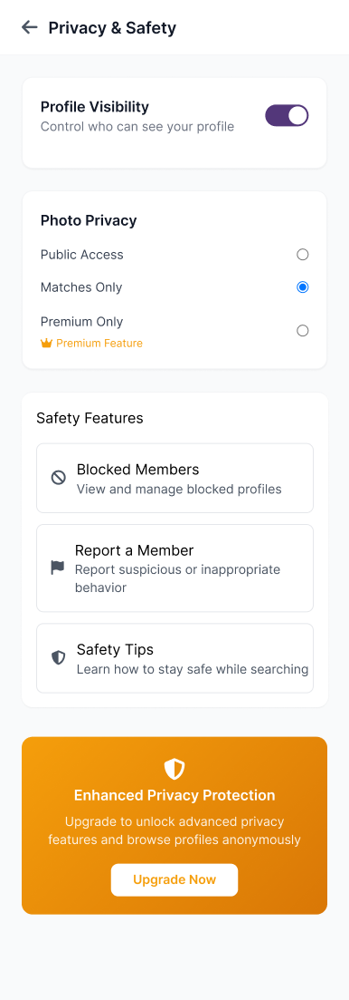 Privacy & Safety
Profile Visibility
Control who can see your profile
Photo Privacy
Public Access
Matches Only
Premium Only
Premium Feature
Safety Features
Blocked Members
View and manage blocked profiles
Report a Member
Report suspicious or inappropriate
behavior
Safety Tips
Learn how to stay safe while searching
Enhanced Privacy Protection
Upgrade to unlock advanced privacy
features and browse profiles anonymously
Upgrade Now